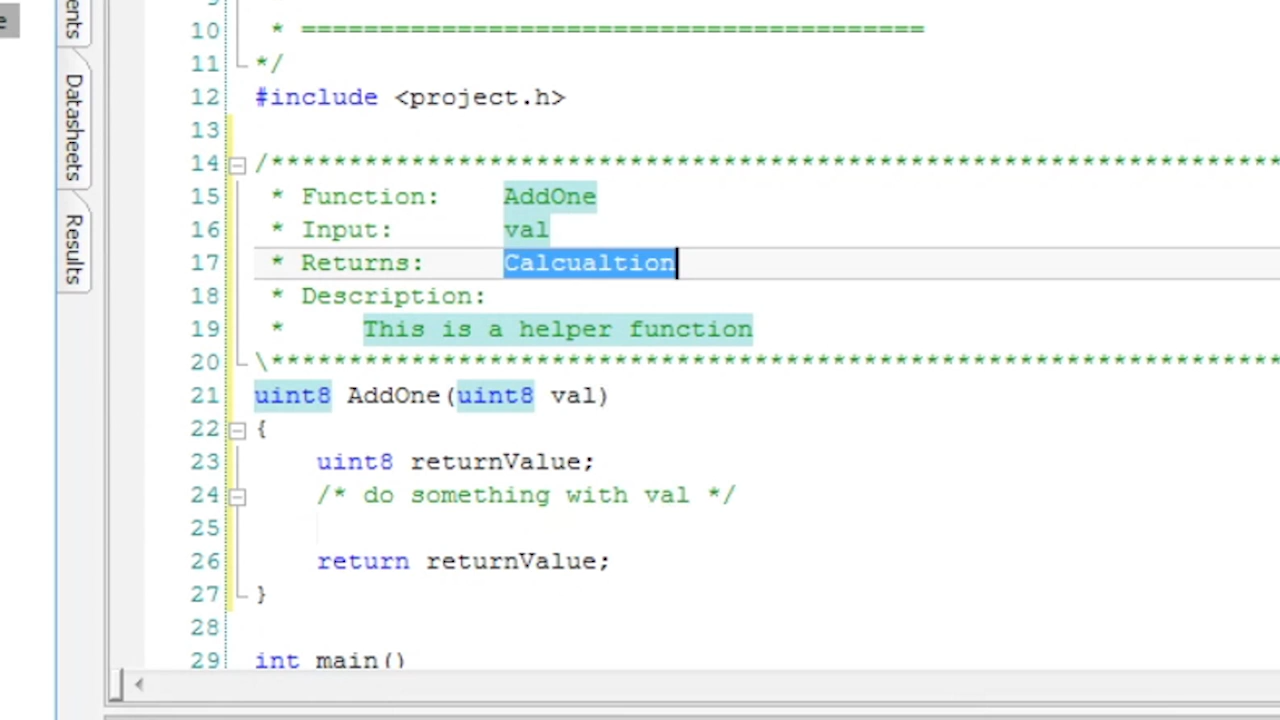 e
ents
Datasheets
Results
10 * ========================================
11 */
12 #include <project.h>
13
14 /******************************************************************
15 * Function: AddOne
16 * Input: val
17 * Returns: Calcualtion
18 * Description:
19 * This is a helper function
20 \******************************************************************
21 uint8 AddOne(uint8 val)
22 {
23 uint8 returnValue;
24 /* do something with val */
25
26 return returnValue;
27 }
28
29 int main()